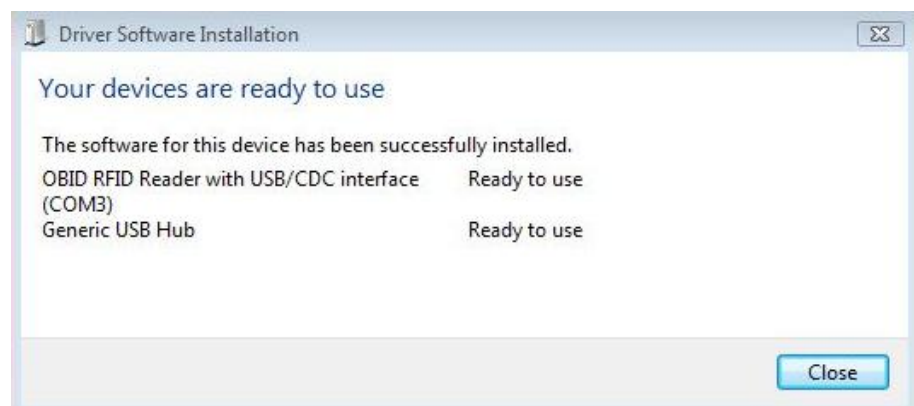 Driver Software Installation
Your devices are ready to use
The software for this device has been successfully installed.
OBID RFID Reader with USB/CDC interface Ready to use
(COM3)
Generic USB Hub Ready to use
Close